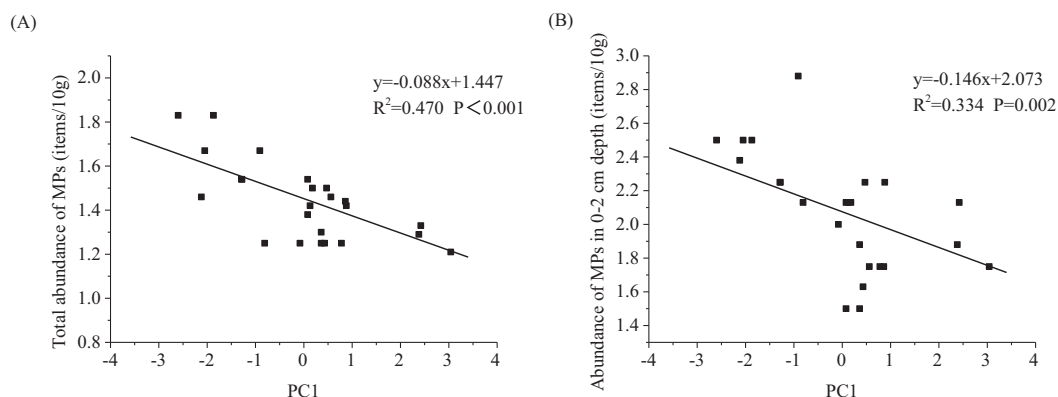 (A)
Total abundance of MPs (items/10g)
2.0
1.8
1.6
1.4
1.2
1.0
0.8
y=-0.088x+1.447
R²=0.470 P＜0.001
-4 -3 -2 -1 0 1 2 3 4
PC1
(B)
Abundance of MPs in 0-2 cm depth (items/10g)
3.0
2.8
2.6
2.4
2.2
2.0
1.8
1.6
1.4
y=-0.146x+2.073
R²=0.334 P=0.002
-4 -3 -2 -1 0 1 2 3 4
PC1